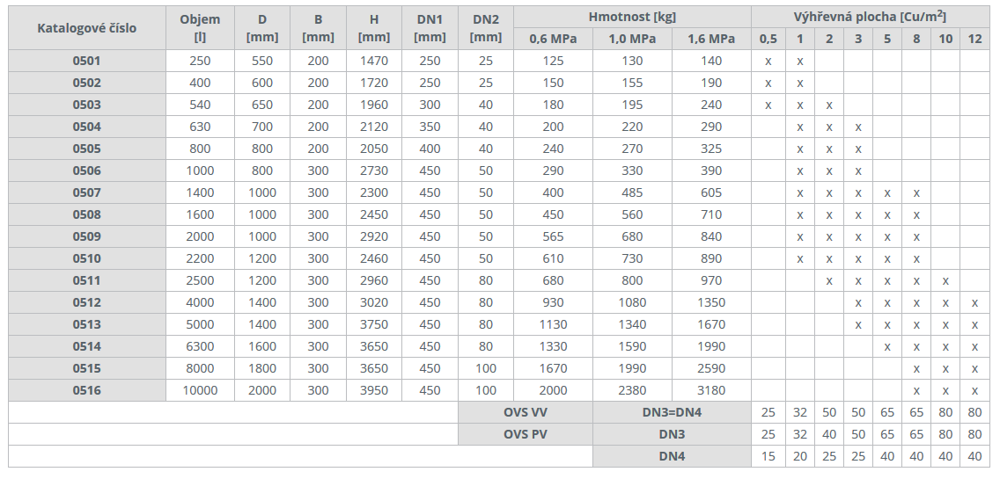 Katalogové číslo Objem [l] D [mm] B [mm] H [mm] DN1 [mm] DN2 [mm] Hmotnost [kg] Výhřevná plocha [Cu/m²]
0,6 MPa 1,0 MPa 1,6 MPa 0,5 1 2 3 5 8 10 12
0501 250 550 200 1470 250 25 125 130 140 x x
0502 400 600 200 1720 250 25 150 155 190 x x
0503 540 650 200 1960 300 40 180 195 240 x x x
0504 630 700 200 2120 350 40 200 220 290 x x x
0505 800 800 200 2050 400 40 240 270 325 x x x
0506 1000 800 300 2730 450 50 290 330 390 x x x
0507 1400 1000 300 2300 450 50 400 485 605 x x x x x
0508 1600 1000 300 2450 450 50 450 560 710 x x x x x
0509 2000 1000 300 2920 450 50 565 680 840 x x x x x
0510 2200 1200 300 2460 450 50 610 730 890 x x x x x
0511 2500 1200 300 2960 450 80 680 800 970 x x x x x
0512 4000 1400 300 3020 450 80 930 1080 1350 x x x x x
0513 5000 1400 300 3750 450 80 1130 1340 1670 x x x x x
0514 6300 1600 300 3650 450 80 1330 1590 1990 x x x x
0515 8000 1800 300 3650 450 100 1670 1990 2590 x x x
0516 10000 2000 300 3950 450 100 2000 2380 3180 x x x
OVS VV DN3=DN4 25 32 50 50 65 65 80 80
OVS PV DN3 25 32 40 50 65 65 80 80
DN4 15 20 25 25 40 40 40 40